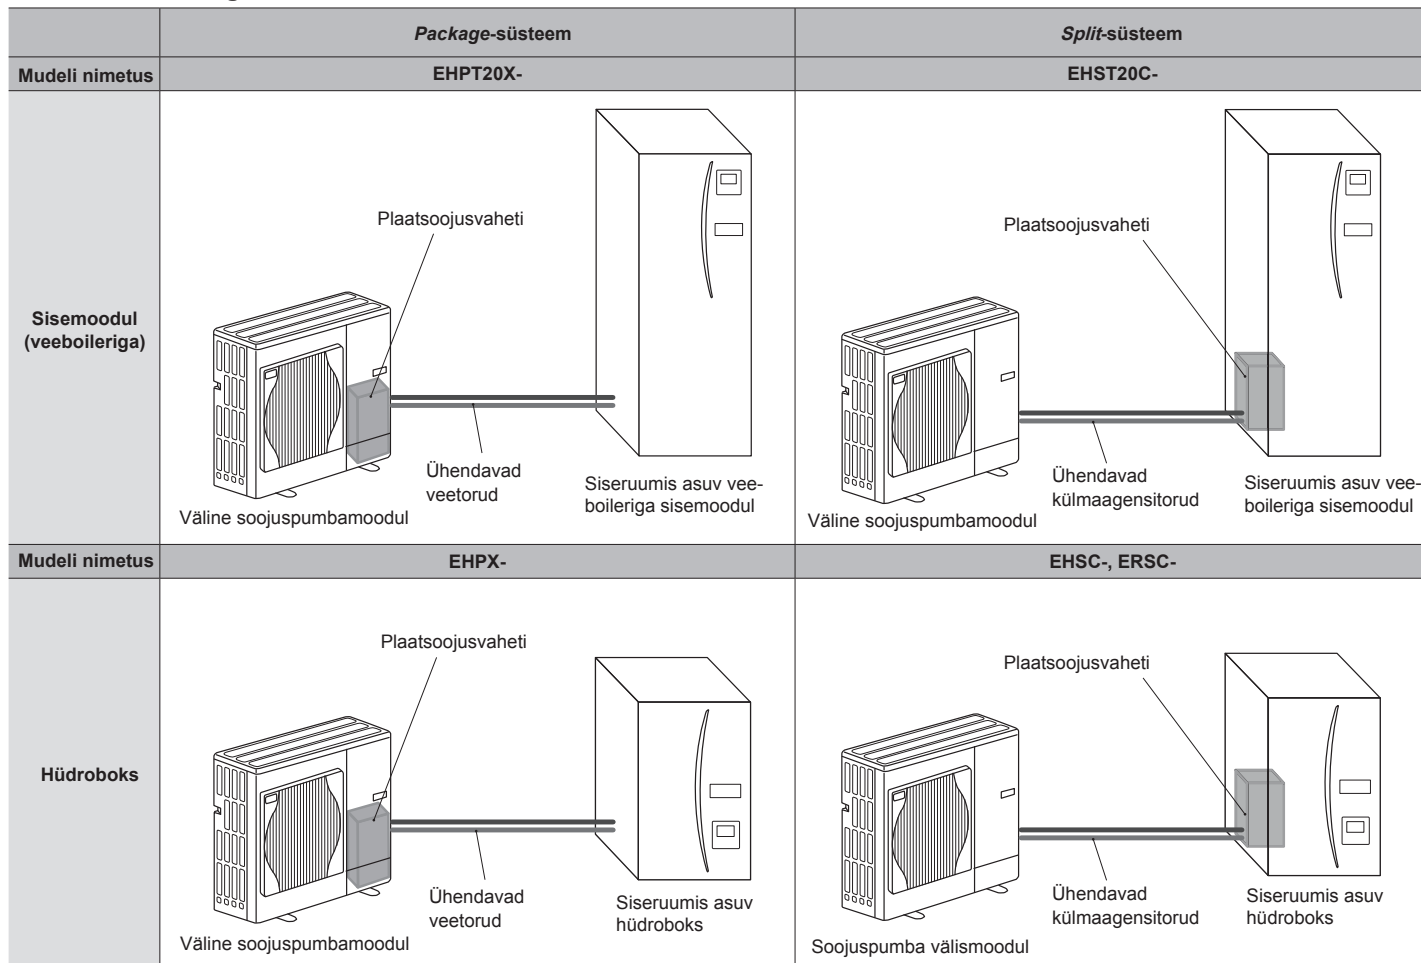 Package-süsteem
Split-süsteem
Mudeli nimetus
EHPT20X-
EHST20C-
Sisemoodul
(veeboileriga)
Plaatsoojusvaheti
Ühendavad
veetorud
Väline soojuspumbamoodul
Siseruumis asuv vee-
boileriga sisemoodul
Plaatsoojusvaheti
Ühendavad
külmaagensitorud
Väline soojuspumbamoodul
Siseruumis asuv vee-
boileriga sisemoodul
Mudeli nimetus
EHPX-
EHSC-, ERSC-
Hüdroboks
Plaatsoojusvaheti
Ühendavad
veetorud
Väline soojuspumbamoodul
Siseruumis asuv
hüdroboks
Plaatsoojusvaheti
Ühendavad
külmaagensitorud
Soojuspumba välismoodul
Siseruumis asuv
hüdroboks